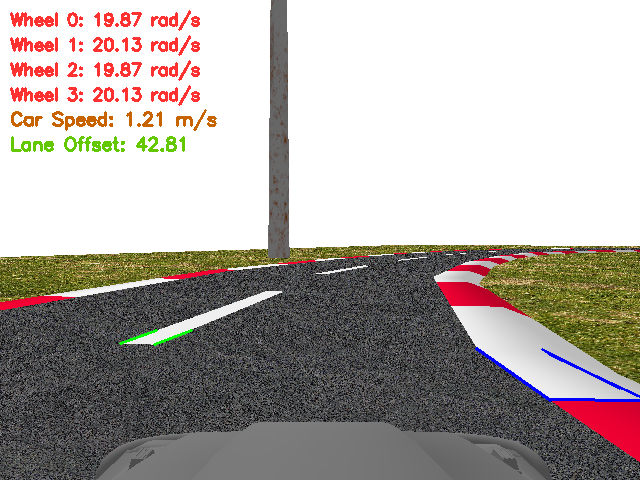 Wheel 0: 19.87 rad/s
Wheel 1: 20.13 rad/s
Wheel 2: 19.87 rad/s
Wheel 3: 20.13 rad/s
Car Speed: 1.21 m/s
Lane Offset: 42.81